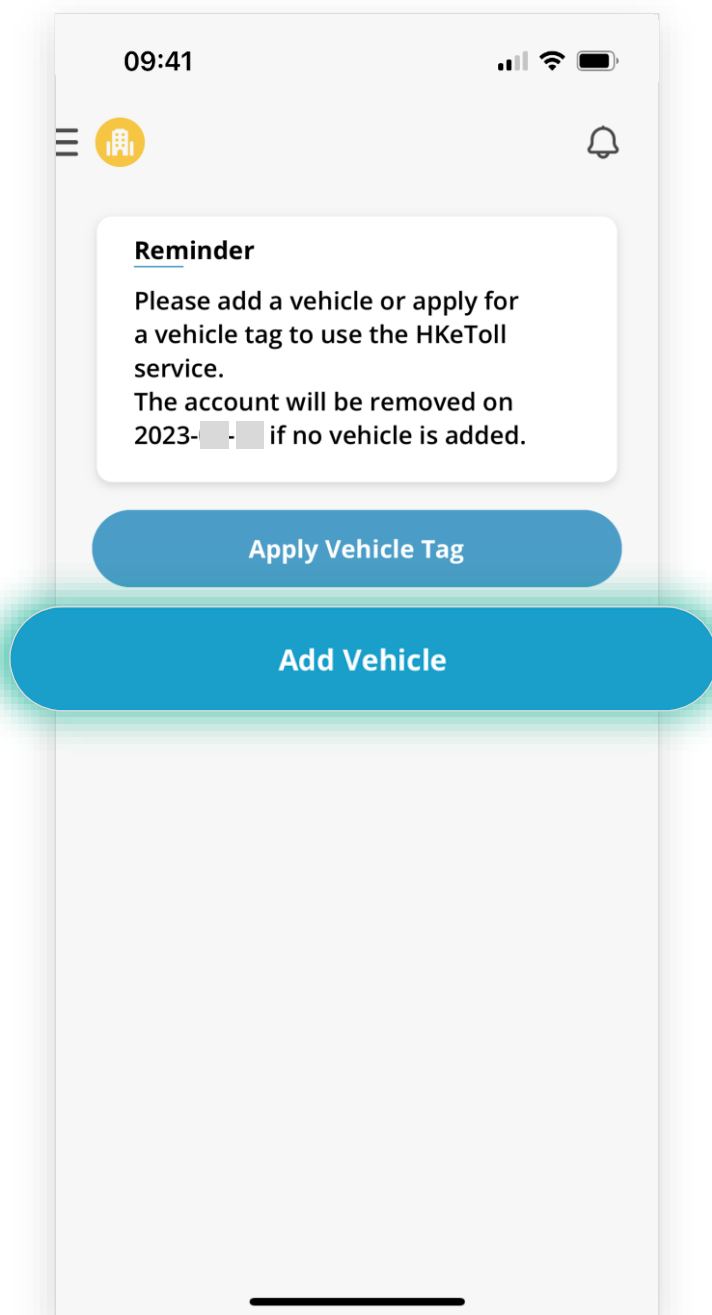 09:41
Reminder
Please add a vehicle or apply for
a vehicle tag to use the HKeToll
service.
The account will be removed on
2023- - if no vehicle is added.
Apply Vehicle Tag
Add Vehicle